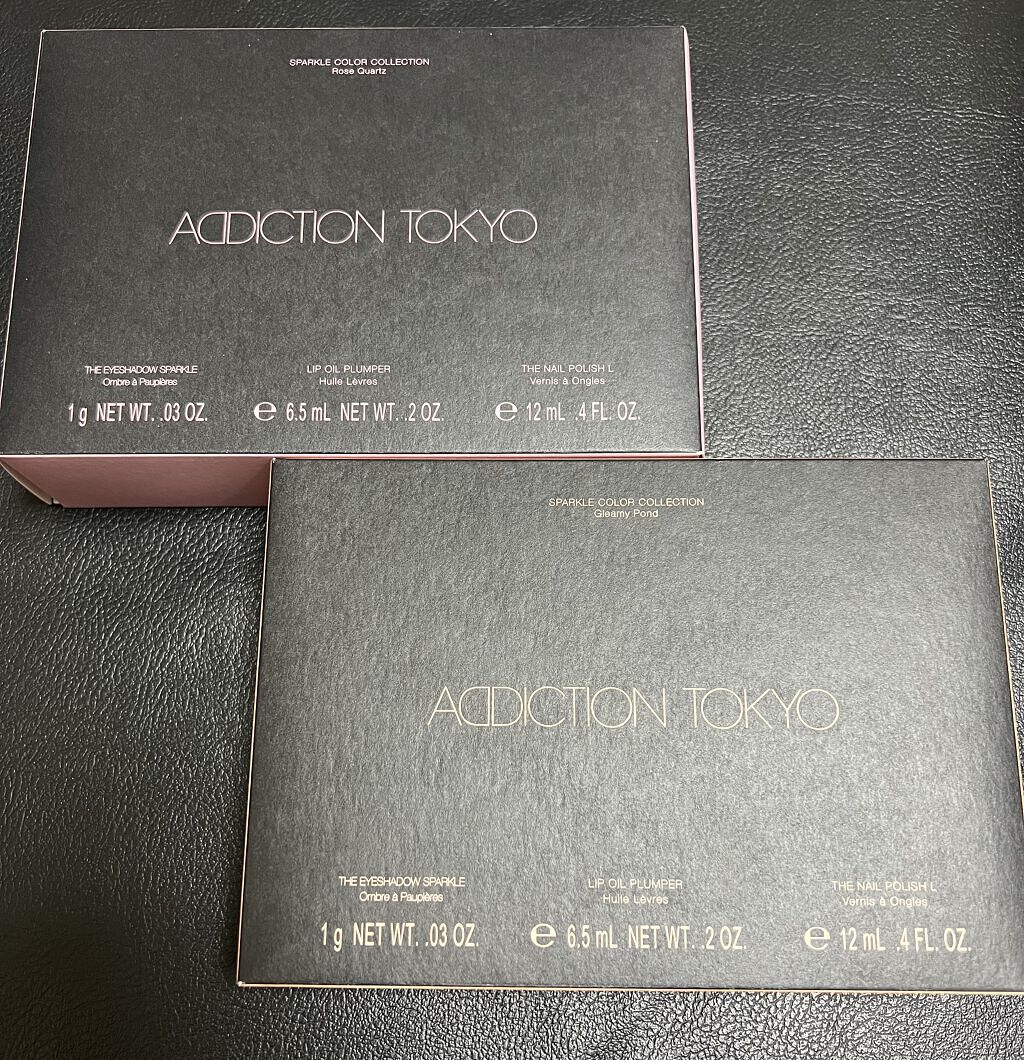 SPARKLE COLOR COLLECTION
Rose Quartz
ADDICTION TOKYO
THE EYESHADOW SPARKLE
Ombre à Paupières
1 g NET WT. .03 OZ.
LIP OIL PLUMPER
Huile Lèvres
℮ 6.5 mL NET WT. .2 OZ.
THE NAIL POLISH L
Vernis à Ongles
℮ 12 mL .4 FL. OZ.
SPARKLE COLOR COLLECTION
Gleamy Pond
ADDICTION TOKYO
THE EYESHADOW SPARKLE
Ombre à Paupières
1 g NET WT. .03 OZ.
LIP OIL PLUMPER
Huile Lèvres
℮ 6.5 mL NET WT. .2 OZ.
THE NAIL POLISH L
Vernis à Ongles
℮ 12 mL .4 FL. OZ.